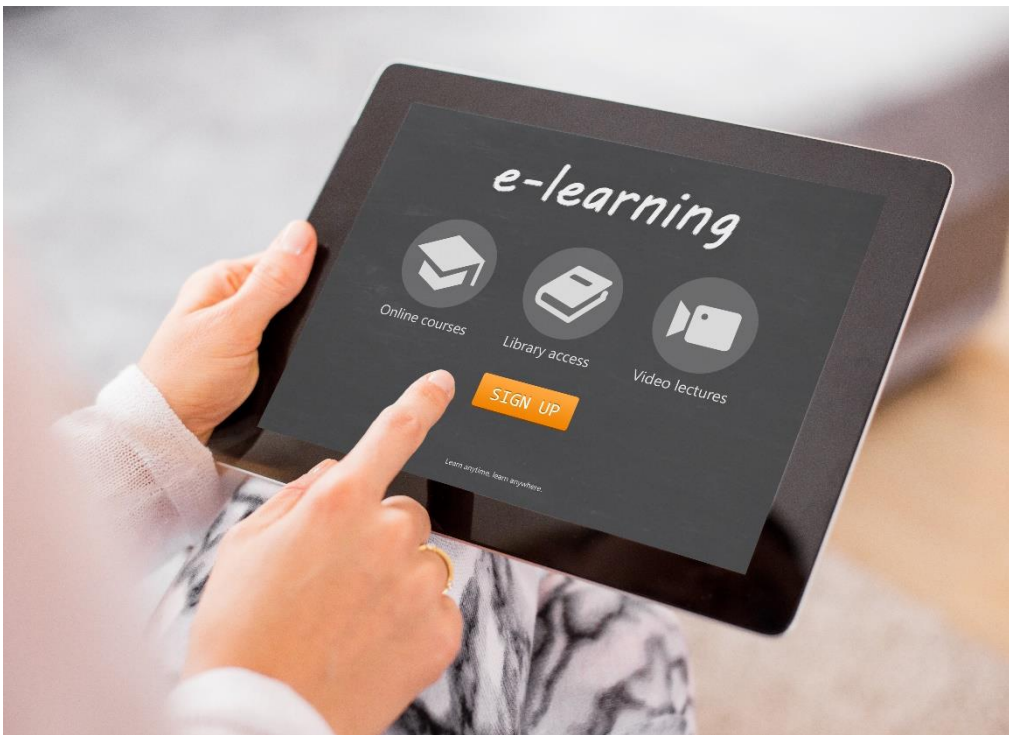 e-learning
Online courses
Library access
Video lectures
SIGN UP
Learn anytime, learn anywhere.